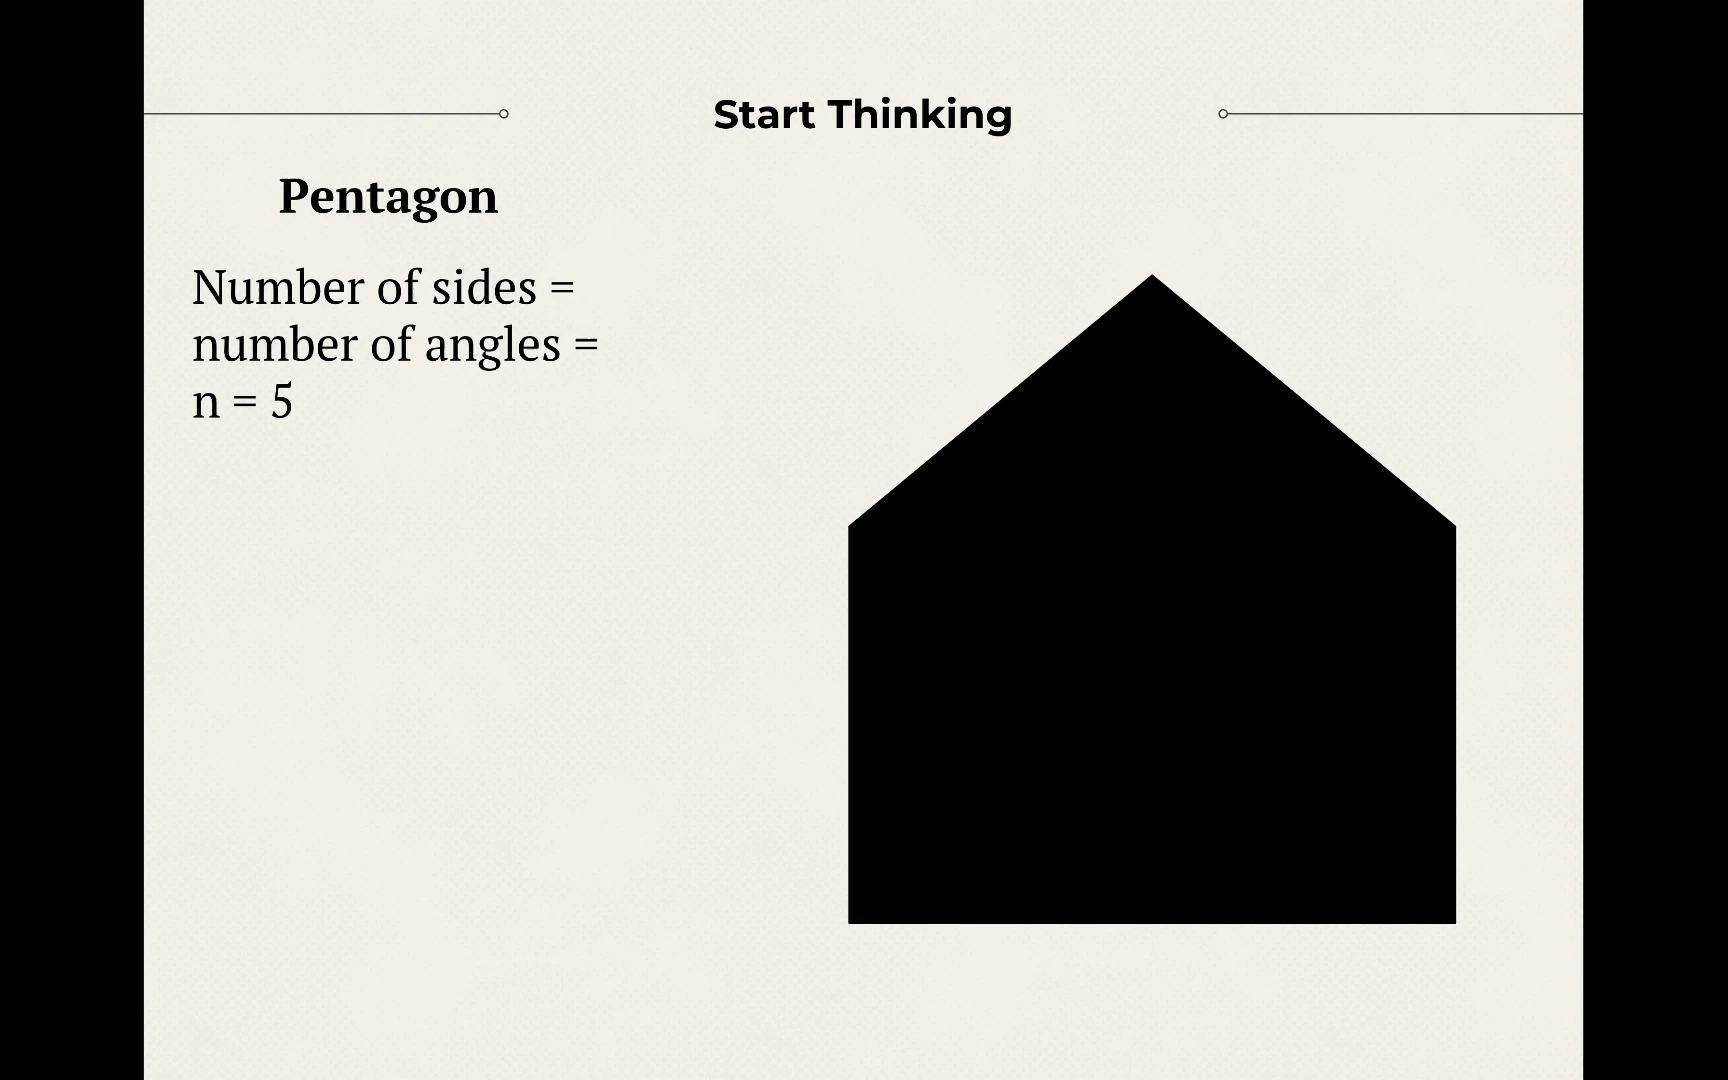 Start Thinking
Pentagon
Number of sides =
number of angles =
n = 5